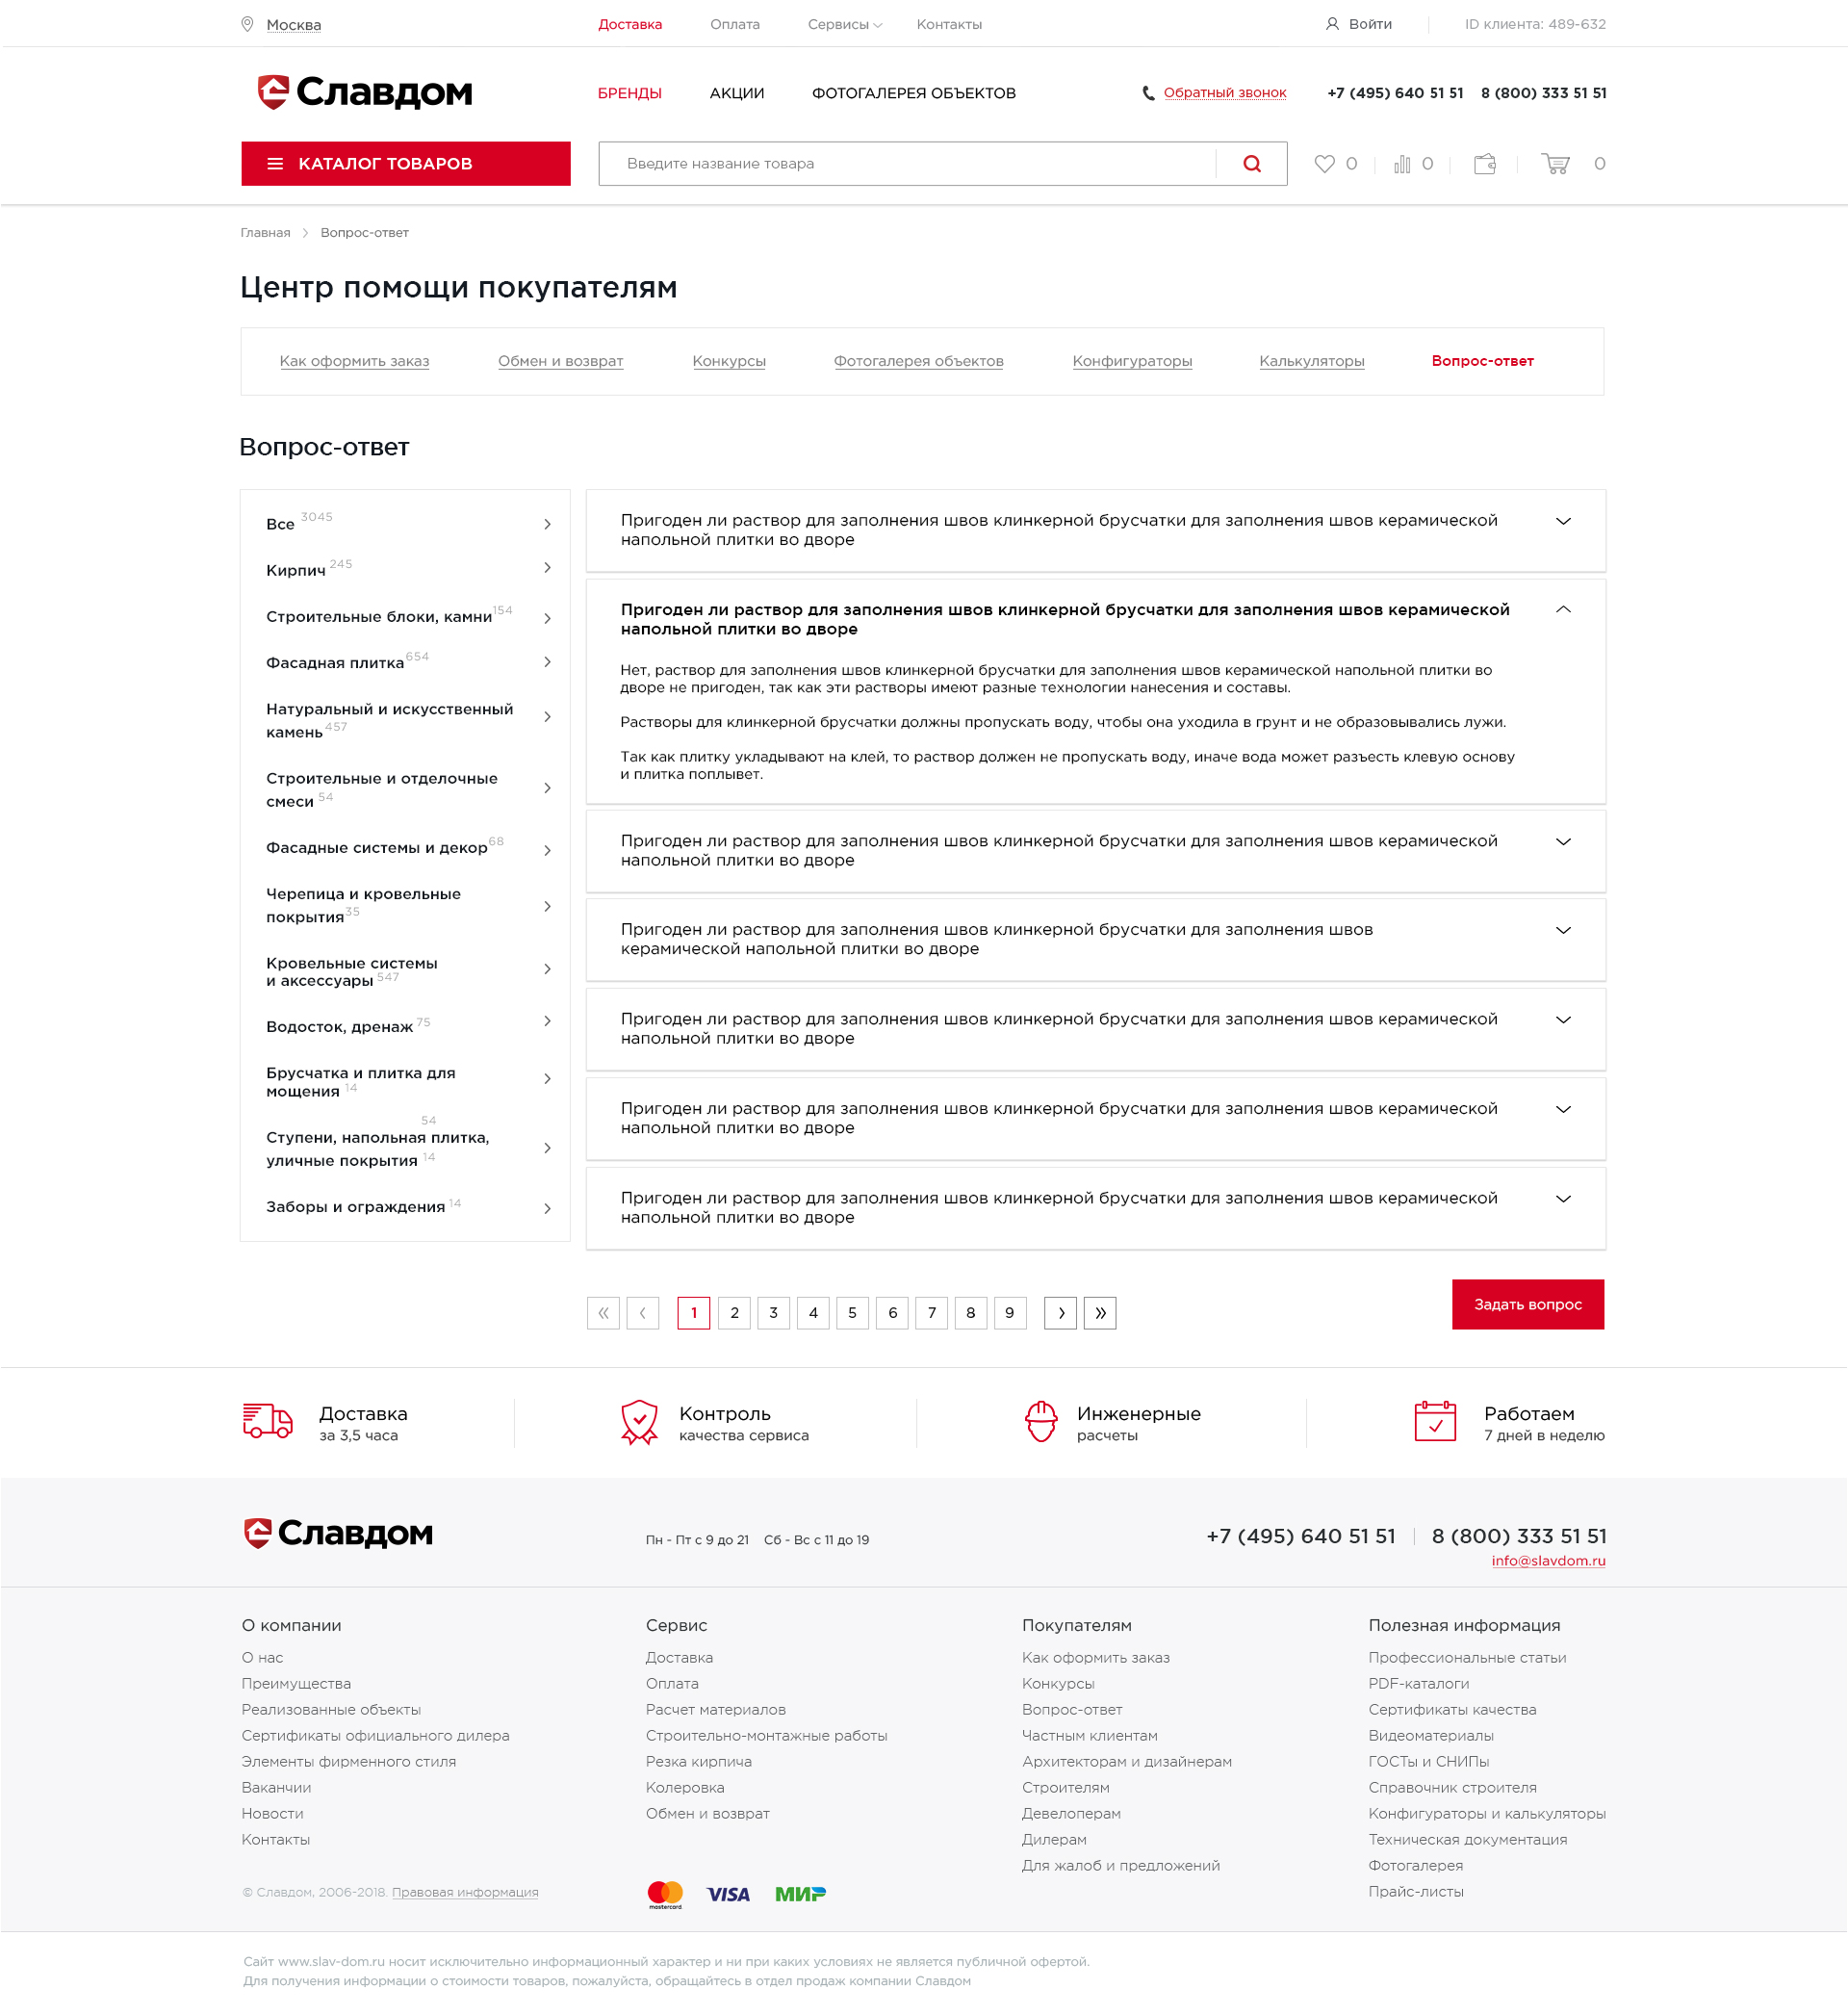 Москва
Доставка Оплата Сервисы Контакты
Войти
ID клиента: 489-632
Славдом
БРЕНДЫ АКЦИИ ФОТОГАЛЕРЕЯ ОБЪЕКТОВ
Обратный звонок
+7 (495) 640 51 51 8 (800) 333 51 51
КАТАЛОГ ТОВАРОВ
Введите название товара
0 0 0
Главная Вопрос-ответ
Центр помощи покупателям
Как оформить заказ Обмен и возврат Конкурсы Фотогалерея объектов Конфигураторы Калькуляторы Вопрос-ответ
Вопрос-ответ
Все 3045
Кирпич 245
Строительные блоки, камни 154
Фасадная плитка 654
Натуральный и искусственный
камень 457
Строительные и отделочные
смеси 54
Фасадные системы и декор 68
Черепица и кровельные
покрытия 35
Кровельные системы
и аксессуары 547
Водосток, дренаж 75
Брусчатка и плитка для
мощения 14
54
Ступени, напольная плитка,
уличные покрытия 14
Заборы и ограждения 14
Пригоден ли раствор для заполнения швов клинкерной брусчатки для заполнения швов керамической
напольной плитки во дворе
Пригоден ли раствор для заполнения швов клинкерной брусчатки для заполнения швов керамической
напольной плитки во дворе
Нет, раствор для заполнения швов клинкерной брусчатки для заполнения швов керамической напольной плитки во
дворе не пригоден, так как эти растворы имеют разные технологии нанесения и составы.
Растворы для клинкерной брусчатки должны пропускать воду, чтобы она уходила в грунт и не образовывались лужи.
Так как плитку укладывают на клей, то раствор должен не пропускать воду, иначе вода может разъесть клевую основу
и плитка поплывет.
Пригоден ли раствор для заполнения швов клинкерной брусчатки для заполнения швов керамической
напольной плитки во дворе
Пригоден ли раствор для заполнения швов клинкерной брусчатки для заполнения швов
керамической напольной плитки во дворе
Пригоден ли раствор для заполнения швов клинкерной брусчатки для заполнения швов керамической
напольной плитки во дворе
Пригоден ли раствор для заполнения швов клинкерной брусчатки для заполнения швов керамической
напольной плитки во дворе
Пригоден ли раствор для заполнения швов клинкерной брусчатки для заполнения швов керамической
напольной плитки во дворе
« ‹ 1 2 3 4 5 6 7 8 9 › »
Задать вопрос
Доставка
за 3,5 часа
Контроль
качества сервиса
Инженерные
расчеты
Работаем
7 дней в неделю
Славдом
Пн - Пт с 9 до 21 Сб - Вс с 11 до 19
+7 (495) 640 51 51 8 (800) 333 51 51
info@slavdom.ru
О компании
О нас
Преимущества
Реализованные объекты
Сертификаты официального дилера
Элементы фирменного стиля
Вакансии
Новости
Контакты
Сервис
Доставка
Оплата
Расчет материалов
Строительно-монтажные работы
Резка кирпича
Колеровка
Обмен и возврат
Покупателям
Как оформить заказ
Конкурсы
Вопрос-ответ
Частным клиентам
Архитекторам и дизайнерам
Строителям
Девелоперам
Дилерам
Для жалоб и предложений
Полезная информация
Профессиональные статьи
PDF-каталоги
Сертификаты качества
Видеоматериалы
ГОСТы и СНИПы
Справочник строителя
Конфигураторы и калькуляторы
Техническая документация
Фотогалерея
Прайс-листы
© Славдом, 2006-2018. Правовая информация
mastercard VISA МИР
Сайт www.slav-dom.ru носит исключительно информационный характер и ни при каких условиях не является публичной офертой.
Для получения информации о стоимости товаров, пожалуйста, обращайтесь в отдел продаж компании Славдом